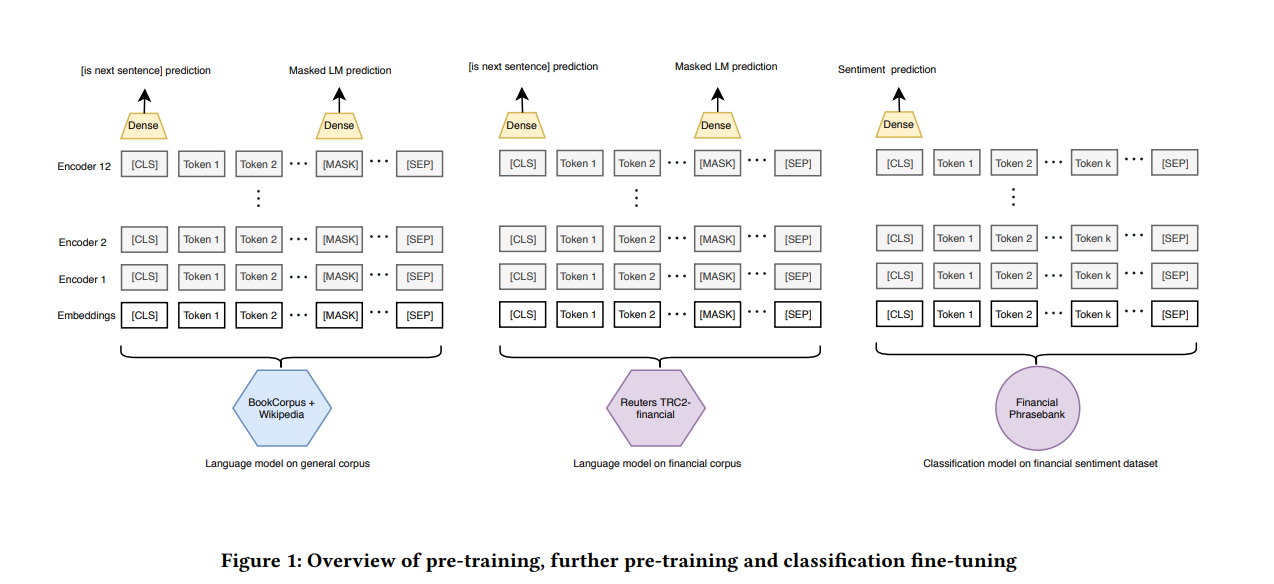 [is next sentence] prediction Masked LM prediction [is next sentence] prediction Masked LM prediction Sentiment prediction
Dense Dense Dense Dense Dense
Encoder 12 [CLS] Token 1 Token 2 ... [MASK] ... [SEP] [CLS] Token 1 Token 2 ... [MASK] ... [SEP] [CLS] Token 1 Token 2 ... Token k ... [SEP]
Encoder 2 [CLS] Token 1 Token 2 ... [MASK] ... [SEP] [CLS] Token 1 Token 2 ... [MASK] ... [SEP] [CLS] Token 1 Token 2 ... Token k ... [SEP]
Encoder 1 [CLS] Token 1 Token 2 ... [MASK] ... [SEP] [CLS] Token 1 Token 2 ... [MASK] ... [SEP] [CLS] Token 1 Token 2 ... Token k ... [SEP]
Embeddings [CLS] Token 1 Token 2 ... [MASK] ... [SEP] [CLS] Token 1 Token 2 ... [MASK] ... [SEP] [CLS] Token 1 Token 2 ... Token k ... [SEP]
BookCorpus +
Wikipedia
Reuters TRC2-
financial
Financial
Phrasebank
Language model on general corpus Language model on financial corpus Classification model on financial sentiment dataset
Figure 1: Overview of pre-training, further pre-training and classification fine-tuning